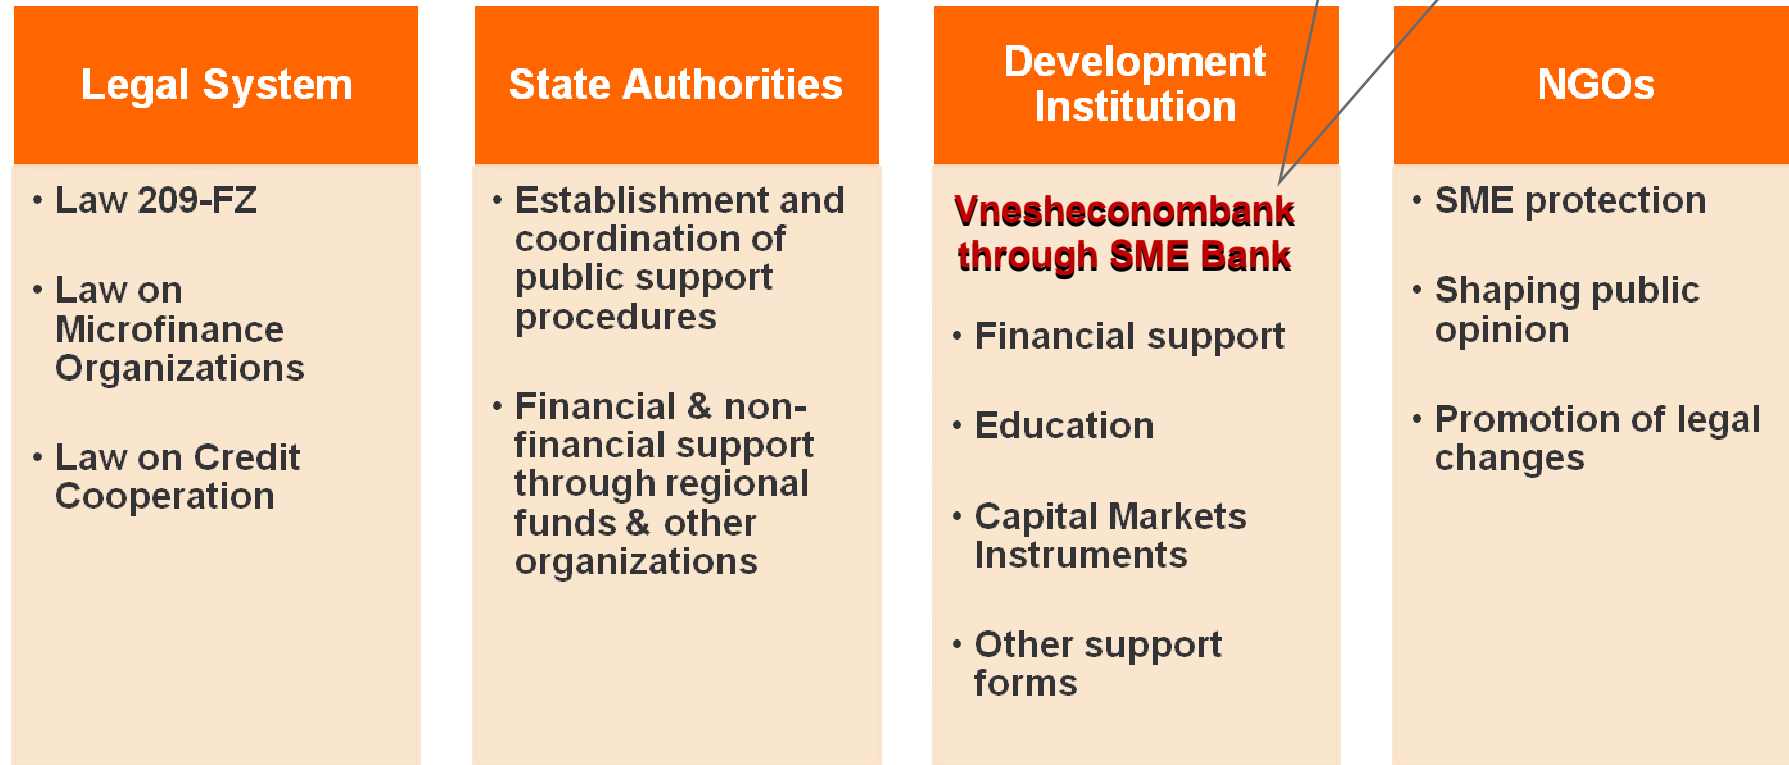 Legal System
• Law 209-FZ
• Law on
Microfinance
Organizations
• Law on Credit
Cooperation
State Authorities
• Establishment and
coordination of
public support
procedures
• Financial & non-
financial support
through regional
funds & other
organizations
Development
Institution
Vnesheconombank
through SME Bank
• Financial support
• Education
• Capital Markets
Instruments
• Other support
forms
NGOs
• SME protection
• Shaping public
opinion
• Promotion of legal
changes